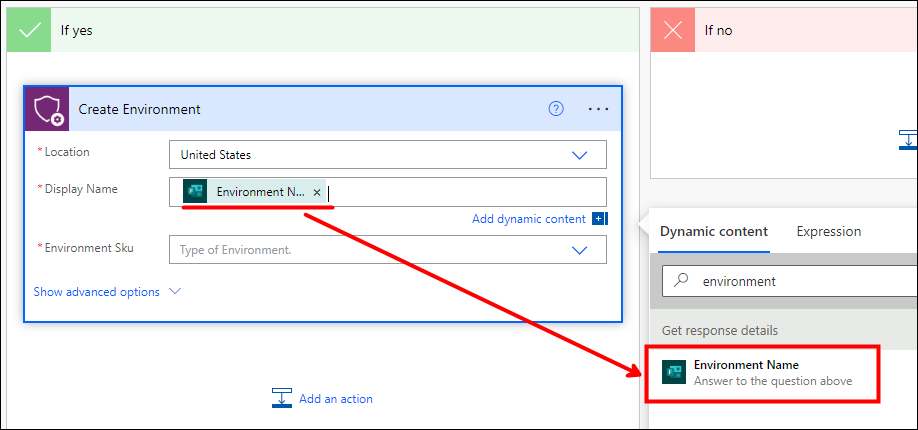 If yes
If no
Create Environment
* Location
United States
* Display Name
Environment N... ×
Add dynamic content
* Environment Sku
Type of Environment.
Show advanced options
Add an action
Dynamic content
Expression
environment
Get response details
Environment Name
Answer to the question above